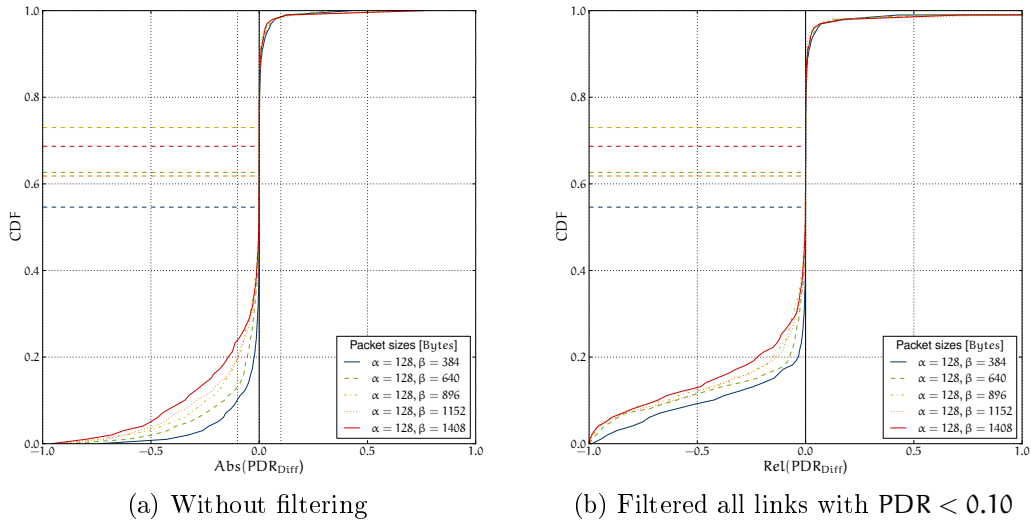 1.0
0.8
0.6
0.4
0.2
0.0
CDF
−1.0
−0.5
0.0
0.5
1.0
Abs(PDR_Diff)
Packet sizes [Bytes]
α = 128, β = 384
α = 128, β = 640
α = 128, β = 896
α = 128, β = 1152
α = 128, β = 1408
(a) Without filtering
1.0
0.8
0.6
0.4
0.2
0.0
CDF
−1.0
−0.5
0.0
0.5
1.0
Rel(PDR_Diff)
Packet sizes [Bytes]
α = 128, β = 384
α = 128, β = 640
α = 128, β = 896
α = 128, β = 1152
α = 128, β = 1408
(b) Filtered all links with PDR < 0.10